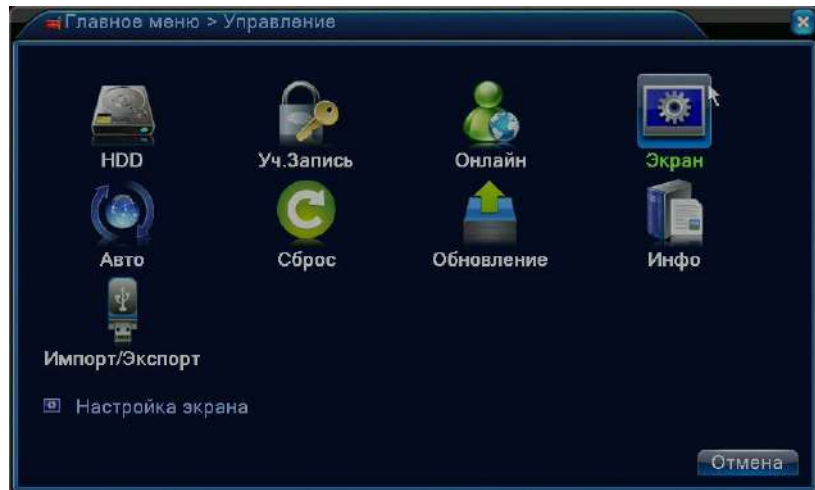 Главное меню > Управление
HDD
Уч.Запись
Онлайн
Экран
Авто
Сброс
Обновление
Инфо
Импорт/Экспорт
Настройка экрана
Отмена